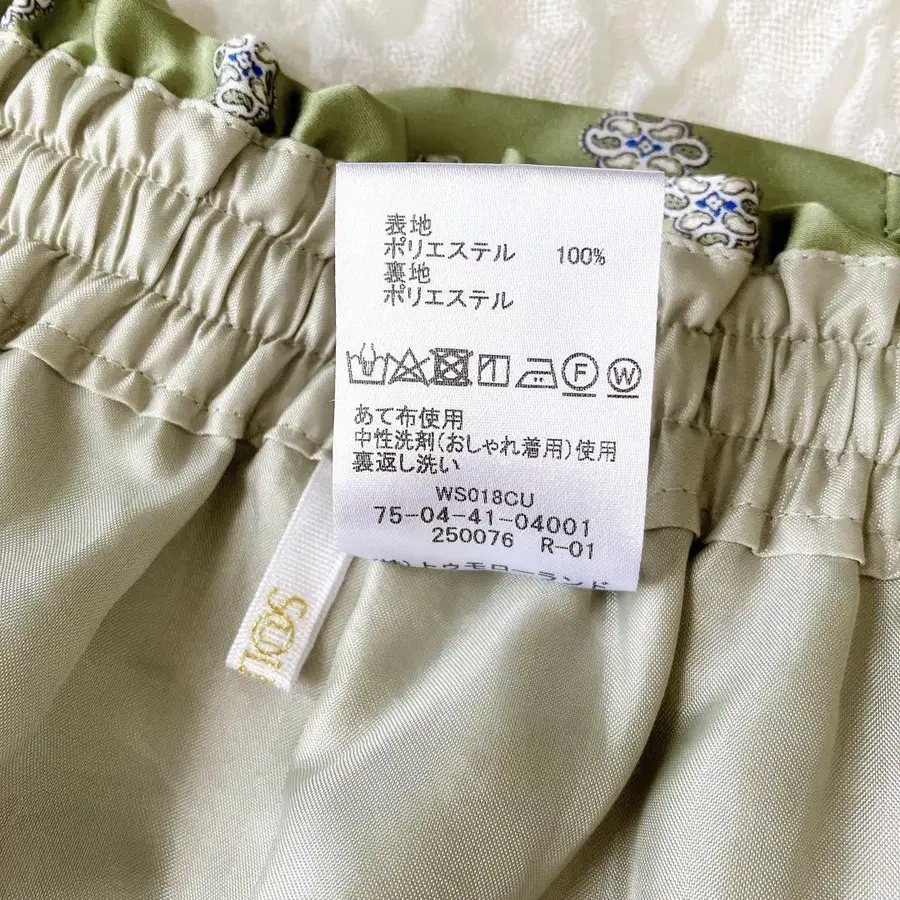 表地
ポリエステル 100%
裏地
ポリエステル
F W
あて布使用
中性洗剤(おしゃれ着用)使用
裏返し洗い
WS018CU
75-04-41-04001
250076 R-01
(株)トゥモローランド